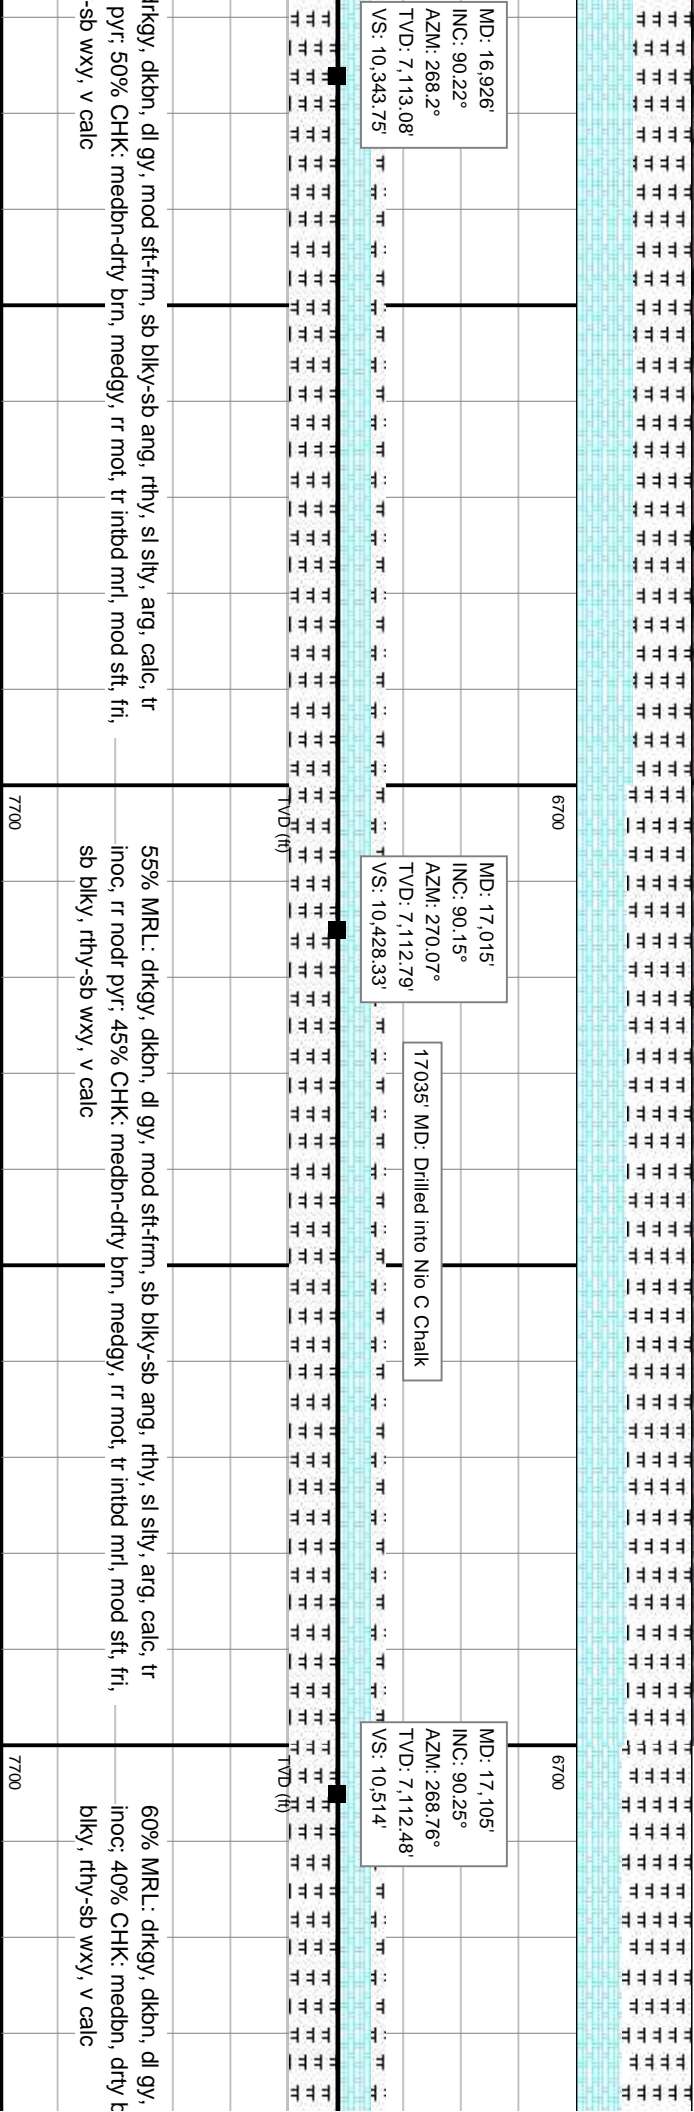 MD: 16,926'
INC: 90.22°
AZM: 268.2°
TVD: 7,113.08'
VS: 10,343.75'
drkgy, dkbn, dl gy, mod sft-frm, sb blky-sb ang, rthy, sl slty, arg, calc, tr
pyr; 50% CHK: medbn-drty brn, medgy, rr mot, tr intbd mrl, mod sft, fri,
-sb wxy, v calc
6700
TVD (ft)
7700
MD: 17,015'
INC: 90.15°
AZM: 270.07°
TVD: 7,112.79'
VS: 10,428.33'
17035' MD: Drilled into Nio C Chalk
55% MRL: drkgy, dkbn, dl gy, mod sft-frm, sb blky-sb ang, rthy, sl slty, arg, calc, tr
inoc, rr nodr pyr; 45% CHK: medbn-drty brn, medgy, rr mot, tr intbd mrl, mod sft, fri,
sb blky, rthy-sb wxy, v calc
6700
TVD (ft)
7700
MD: 17,105'
INC: 90.25°
AZM: 268.76°
TVD: 7,112.48'
VS: 10,514'
60% MRL: drkgy, dkbn, dl gy,
inoc; 40% CHK: medbn, drty b
blky, rthy-sb wxy, v calc